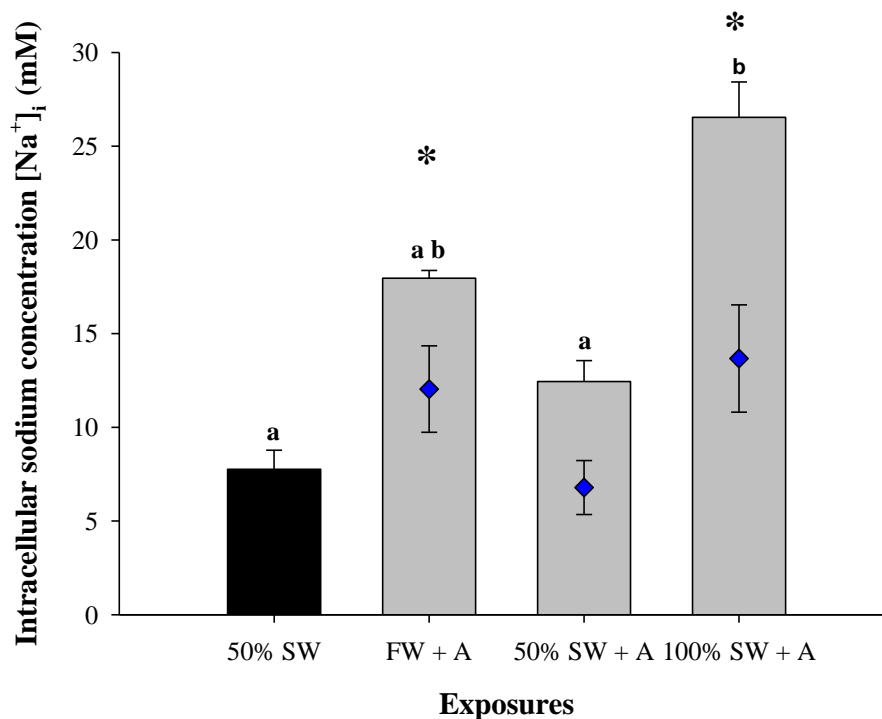 Intracellular sodium concentration [Na⁺]ᵢ (mM)
30
25
20
15
10
5
0
a
a b
*
a
b
*
50% SW
FW + A
50% SW + A
100% SW + A
Exposures